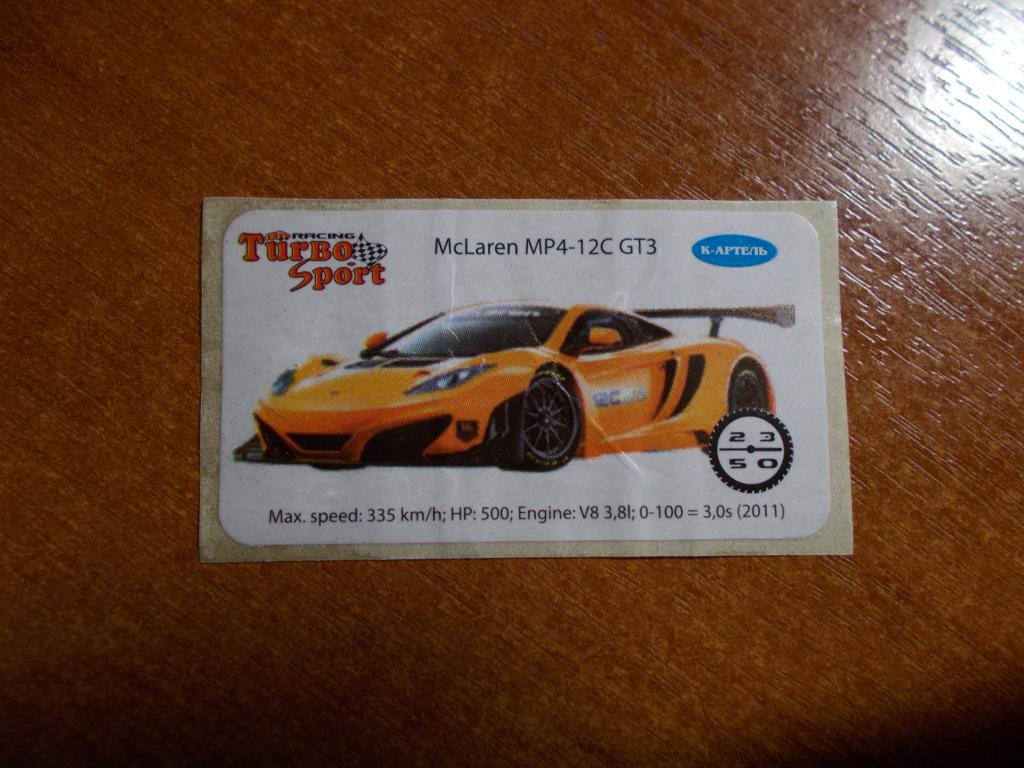 RACING
Turbo
Sport
McLaren MP4-12C GT3
К-АРТЕЛЬ
12C
23
50
Max. speed: 335 km/h; HP: 500; Engine: V8 3,8l; 0-100 = 3,0s (2011)